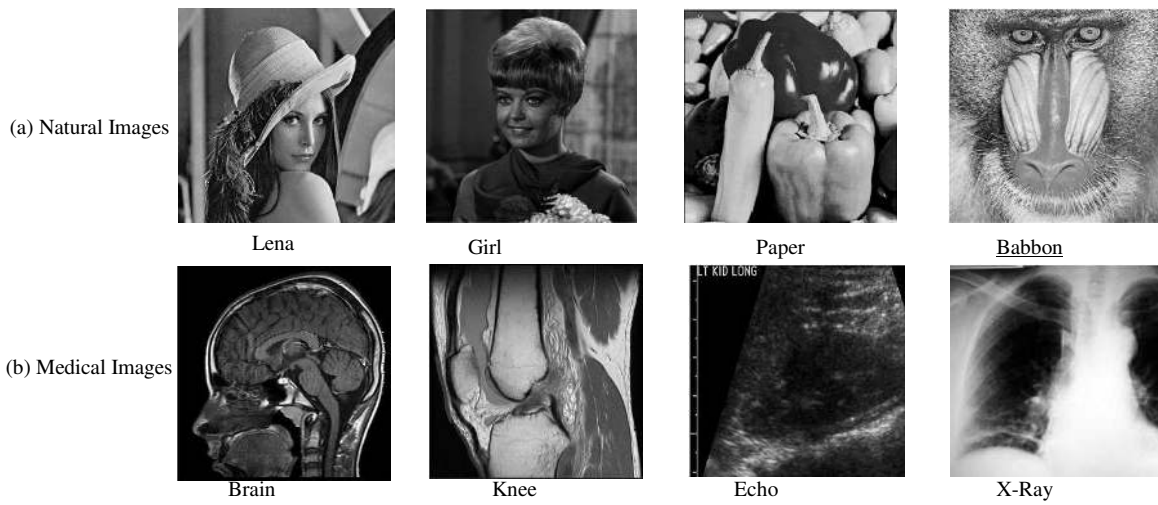 (a) Natural Images
Lena
Girl
Paper
Babbon
LT KID LONG
(b) Medical Images
Brain
Knee
Echo
X-Ray